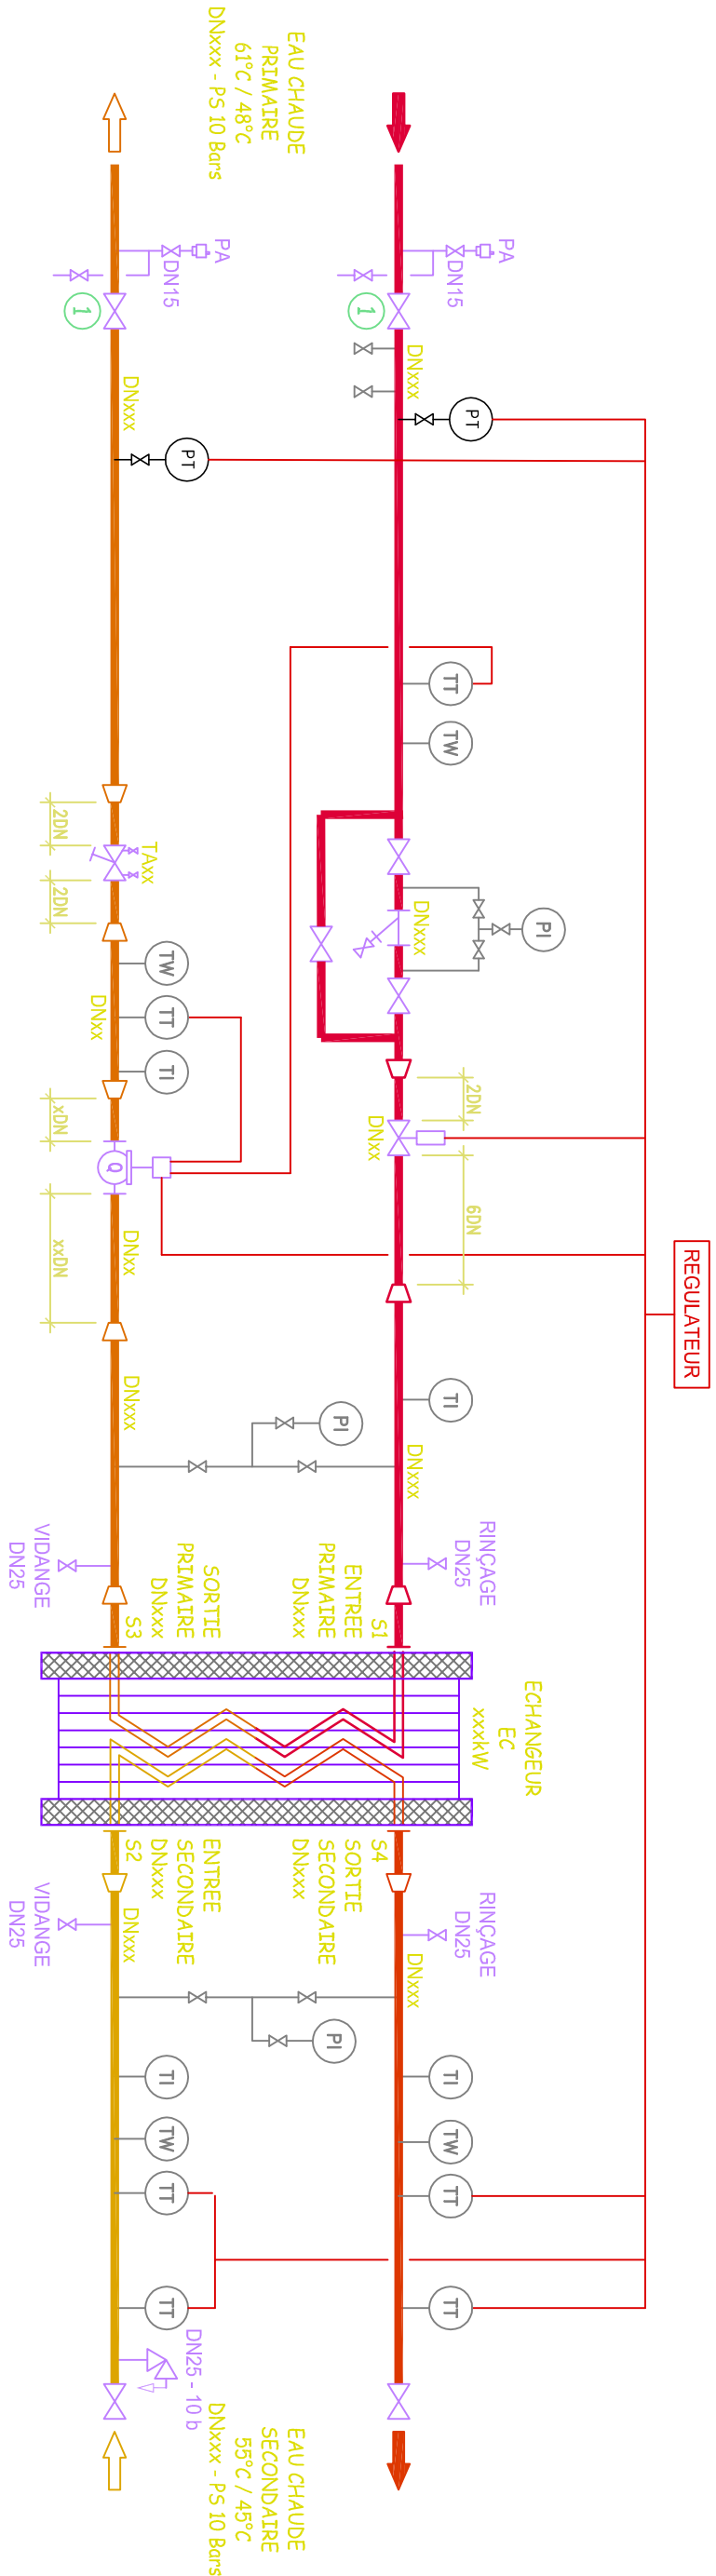 EAU CHAUDE
PRIMAIRE
61°C / 48°C
DNxxx - PS 10 Bars
PA
DN15
1
DNxxx
PT
PA
DN15
1
DNxxx
PT
TT
TW
PI
DNxxx
2DN
TAxx
2DN
TW
TT
TI
DNxx
xDN
Q
DNxx
xxDN
2DN
DNxx
6DN
REGULATEUR
TI
DNxxx
PI
DNxxx
RINÇAGE
DN25
VIDANGE
DN25
ENTREE
PRIMAIRE
DNxxx
S1
SORTIE
PRIMAIRE
DNxxx
S3
ECHANGEUR
EC
xxxkW
S4
SORTIE
SECONDAIRE
DNxxx
S2
ENTREE
SECONDAIRE
DNxxx
RINÇAGE
DN25
DNxxx
VIDANGE
DN25
DNxxx
PI
TI
TW
TT
TT
TI
TW
TT
TT
DN25 - 10 b
EAU CHAUDE
SECONDAIRE
55°C / 45°C
DNxxx - PS 10 Bars